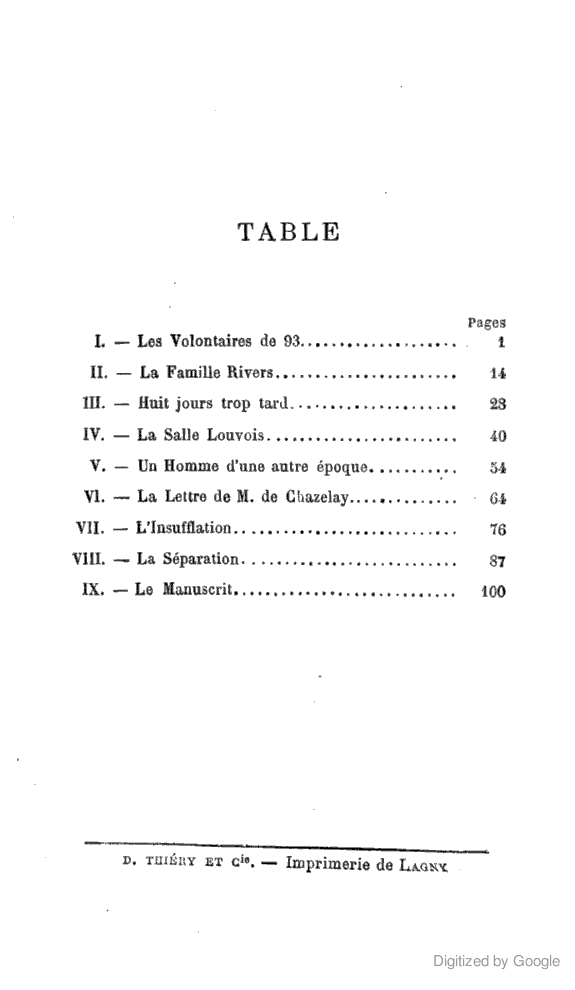 TABLE
Pages
I. — Les Volontaires de 93.................... 1
II. — La Famille Rivers....................... 14
III. — Huit jours trop tard...................... 28
IV. — La Salle Louvois......................... 40
V. — Un Homme d'une autre époque........... 54
VI. — La Lettre de M. de Chazelay.............. 64
VII. — L'Insufflation............................. 76
VIII. — La Séparation............................ 87
IX. — Le Manuscrit............................. 100
D. THIÉRY ET Cie. — Imprimerie de LAGNY
Digitized by Google